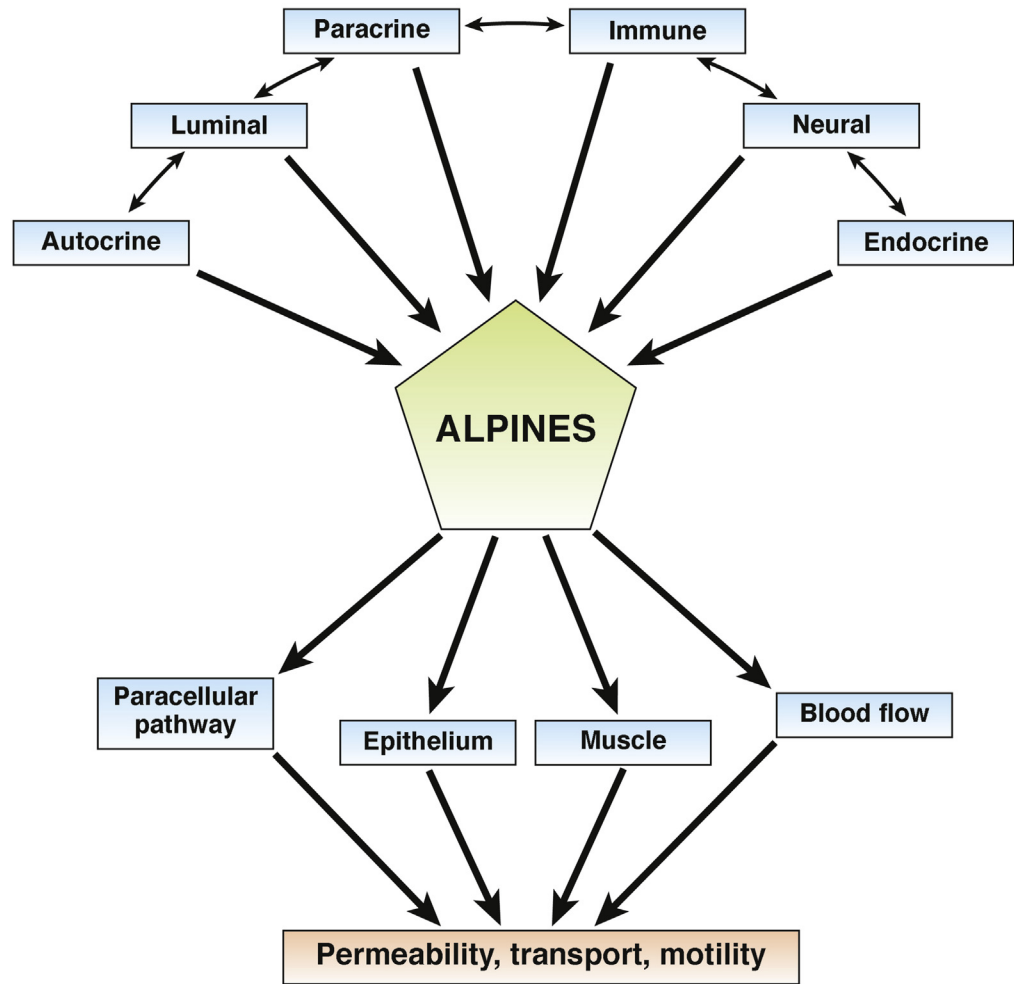 Paracrine
Immune
Luminal
Neural
Autocrine
Endocrine
ALPINES
Paracellular
pathway
Epithelium
Muscle
Blood flow
Permeability, transport, motility